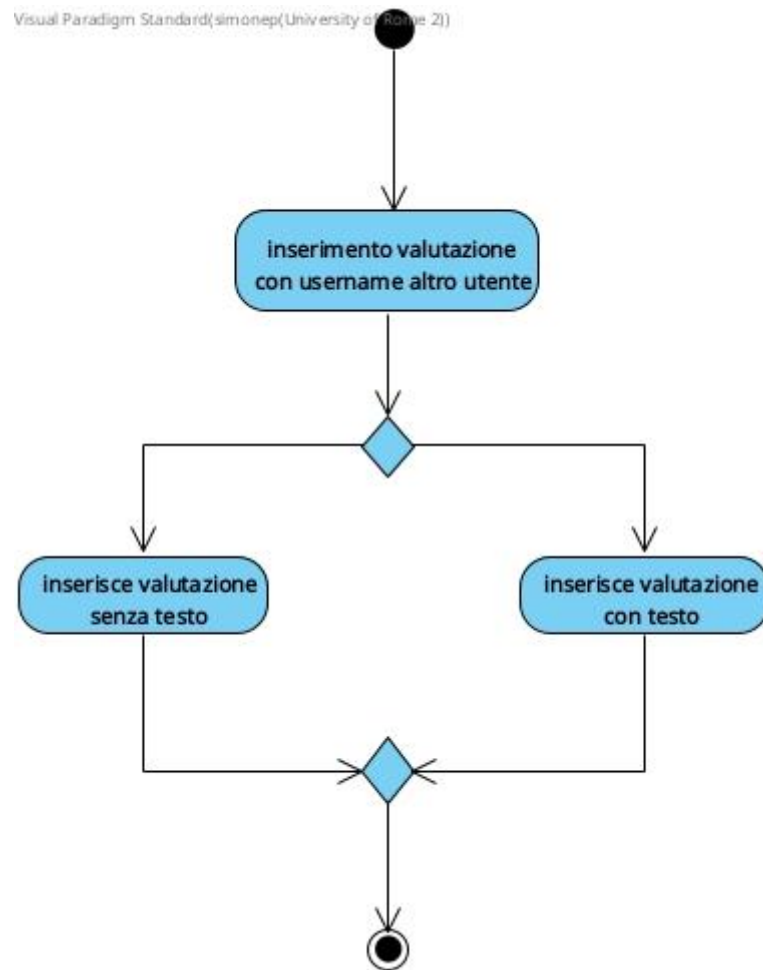 Visual Paradigm Standard(simonep(University of Rome 2))
inserimento valutazione
con username altro utente
inserisce valutazione
senza testo
inserisce valutazione
con testo